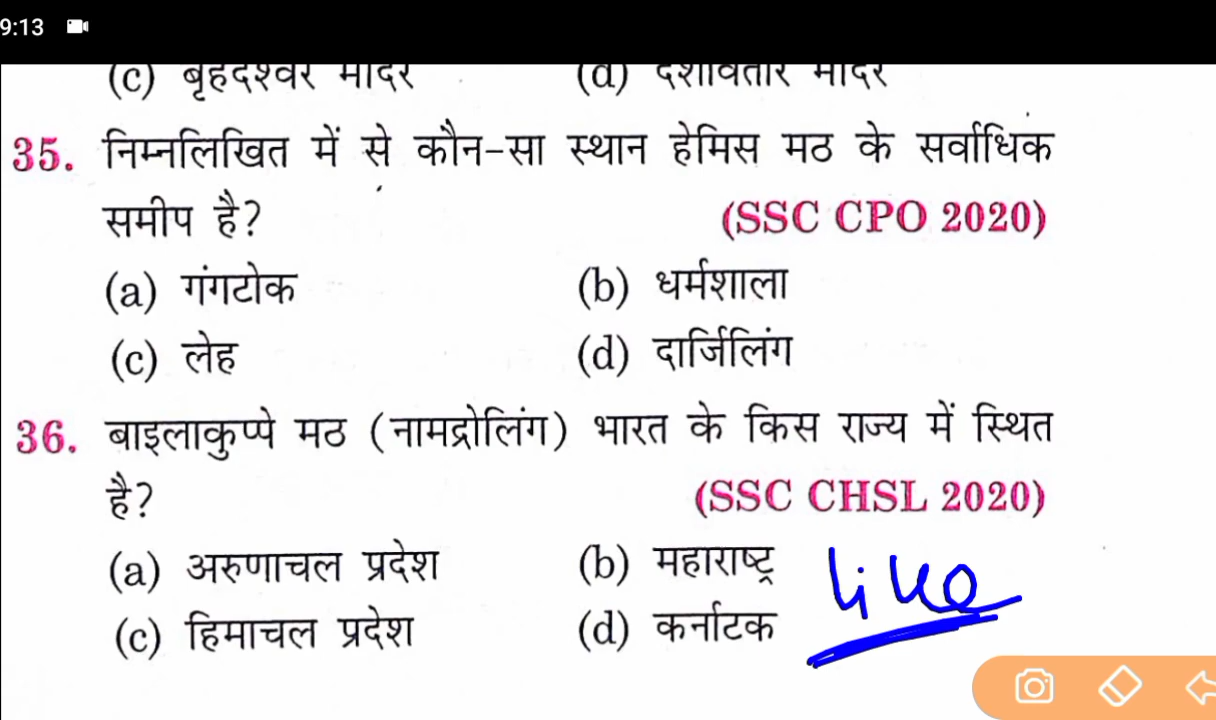 9:13
(c) बृहदेश्वर मंदिर (d) दशावतार मंदिर
35. निम्नलिखित में से कौन-सा स्थान हेमिस मठ के सर्वाधिक
समीप है? (SSC CPO 2020)
(a) गंगटोक (b) धर्मशाला
(c) लेह (d) दार्जिलिंग
36. बाइलाकुप्पे मठ (नामद्रोलिंग) भारत के किस राज्य में स्थित
है? (SSC CHSL 2020)
(a) अरुणाचल प्रदेश (b) महाराष्ट्र
like
(c) हिमाचल प्रदेश (d) कर्नाटक